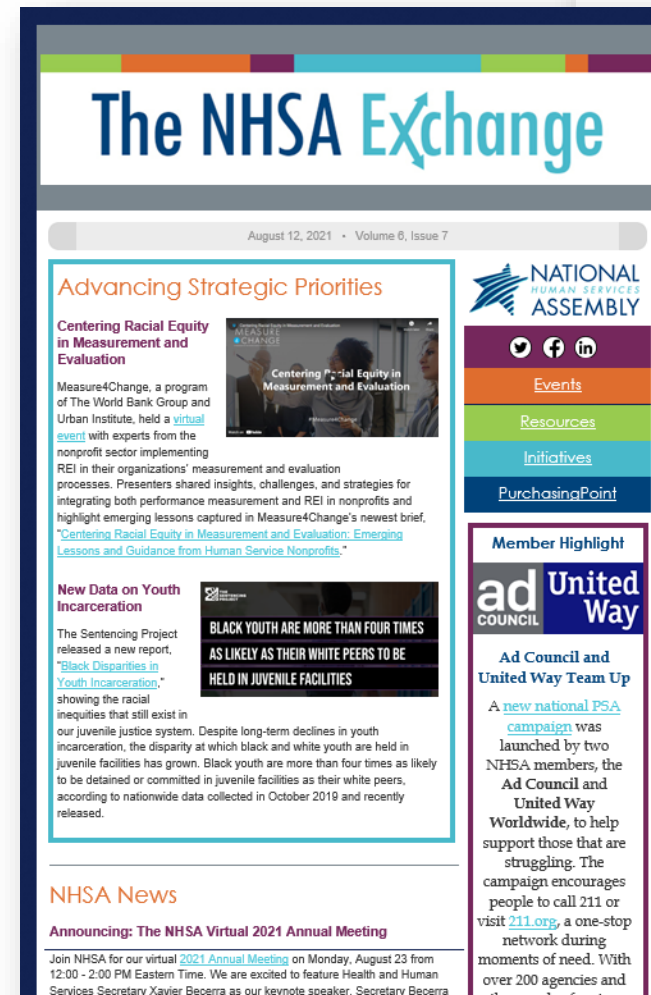 The NHSA Exchange
August 12, 2021 • Volume 6, Issue 7
Advancing Strategic Priorities
Centering Racial Equity
in Measurement and
Evaluation
Centering Racial Equity in Measurement and Evaluation
MEASURE
4CHANGE
Centering Racial Equity in
Measurement and Evaluation
#Measure4Change
Measure4Change, a program
of The World Bank Group and
Urban Institute, held a virtual
event with experts from the
nonprofit sector implementing
REI in their organizations' measurement and evaluation
processes. Presenters shared insights, challenges, and strategies for
integrating both performance measurement and REI in nonprofits and
highlight emerging lessons captured in Measure4Change's newest brief,
"Centering Racial Equity in Measurement and Evaluation: Emerging
Lessons and Guidance from Human Service Nonprofits."
New Data on Youth
Incarceration
THE
SENTENCING
PROJECT
BLACK YOUTH ARE MORE THAN FOUR TIMES
AS LIKELY AS THEIR WHITE PEERS TO BE
HELD IN JUVENILE FACILITIES
The Sentencing Project
released a new report,
"Black Disparities in
Youth Incarceration,"
showing the racial
inequities that still exist in
our juvenile justice system. Despite long-term declines in youth
incarceration, the disparity at which black and white youth are held in
juvenile facilities has grown. Black youth are more than four times as likely
to be detained or committed in juvenile facilities as their white peers,
according to nationwide data collected in October 2019 and recently
released.
NHSA News
Announcing: The NHSA Virtual 2021 Annual Meeting
Join NHSA for our virtual 2021 Annual Meeting on Monday, August 23 from
12:00 - 2:00 PM Eastern Time. We are excited to feature Health and Human
Services Secretary Xavier Becerra as our keynote speaker. Secretary Becerra
NATIONAL
HUMAN SERVICES
ASSEMBLY
Events
Resources
Initiatives
PurchasingPoint
Member Highlight
ad
COUNCIL
United
Way
Ad Council and
United Way Team Up
A new national PSA
campaign was
launched by two
NHSA members, the
Ad Council and
United Way
Worldwide, to help
support those that are
struggling. The
campaign encourages
people to call 211 or
visit 211.org, a one-stop
network during
moments of need. With
over 200 agencies and